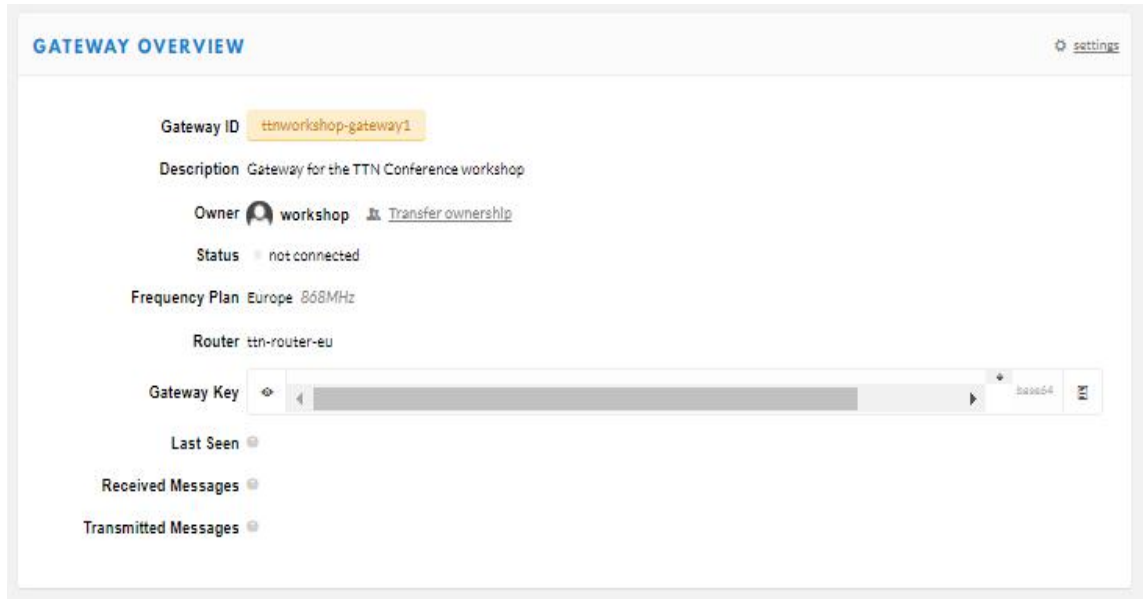 GATEWAY OVERVIEW settings
Gateway ID ttnworkshop-gateway1
Description Gateway for the TTN Conference workshop
Owner workshop Transfer ownership
Status not connected
Frequency Plan Europe 868MHz
Router ttn-router-eu
Gateway Key base64
Last Seen
Received Messages
Transmitted Messages